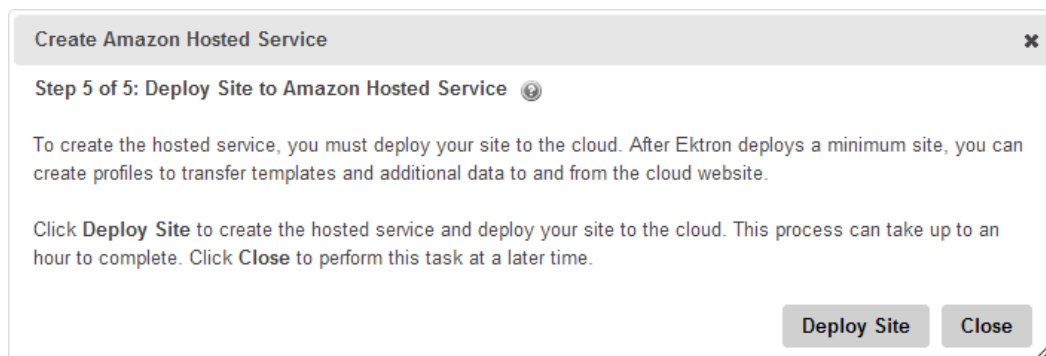 Create Amazon Hosted Service
Step 5 of 5: Deploy Site to Amazon Hosted Service
To create the hosted service, you must deploy your site to the cloud. After Ektron deploys a minimum site, you can
create profiles to transfer templates and additional data to and from the cloud website.
Click Deploy Site to create the hosted service and deploy your site to the cloud. This process can take up to an
hour to complete. Click Close to perform this task at a later time.
Deploy Site Close